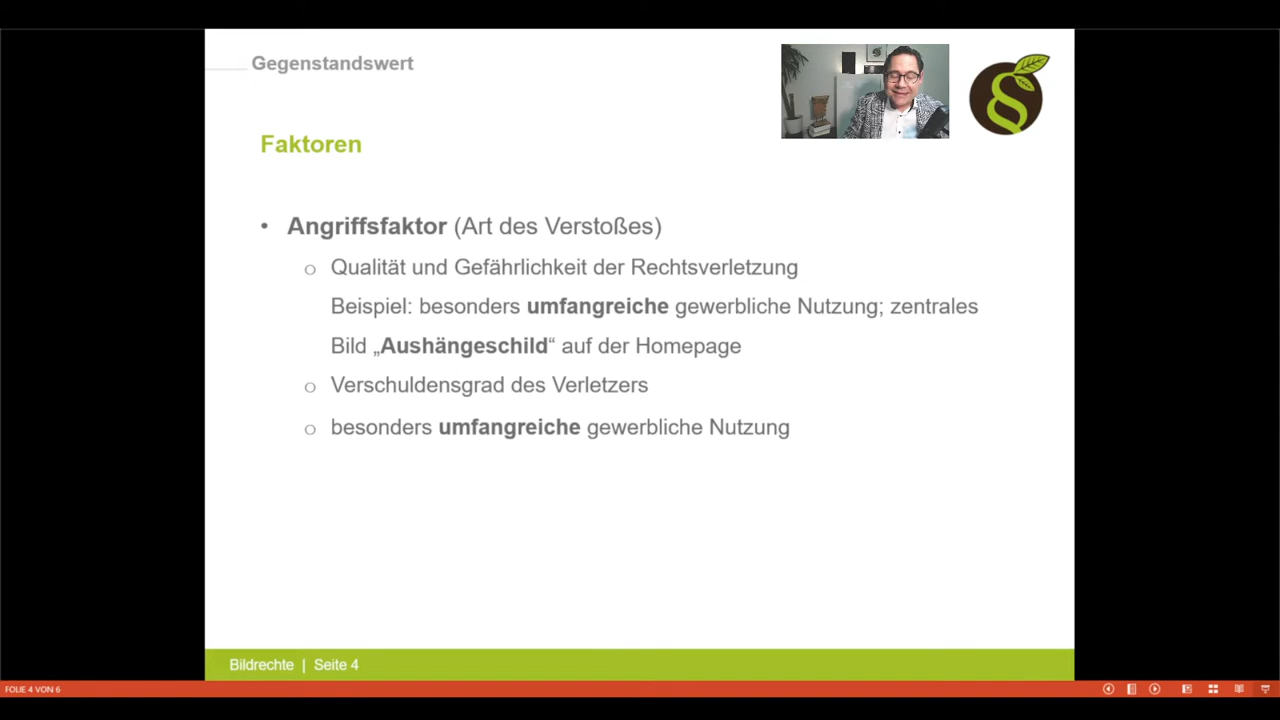 Gegenstandswert
Faktoren
• Angriffsfaktor (Art des Verstoßes)
o Qualität und Gefährlichkeit der Rechtsverletzung
Beispiel: besonders umfangreiche gewerbliche Nutzung; zentrales
Bild „Aushängeschild“ auf der Homepage
o Verschuldensgrad des Verletzers
o besonders umfangreiche gewerbliche Nutzung
Bildrechte | Seite 4
FOLIE 4 VON 6